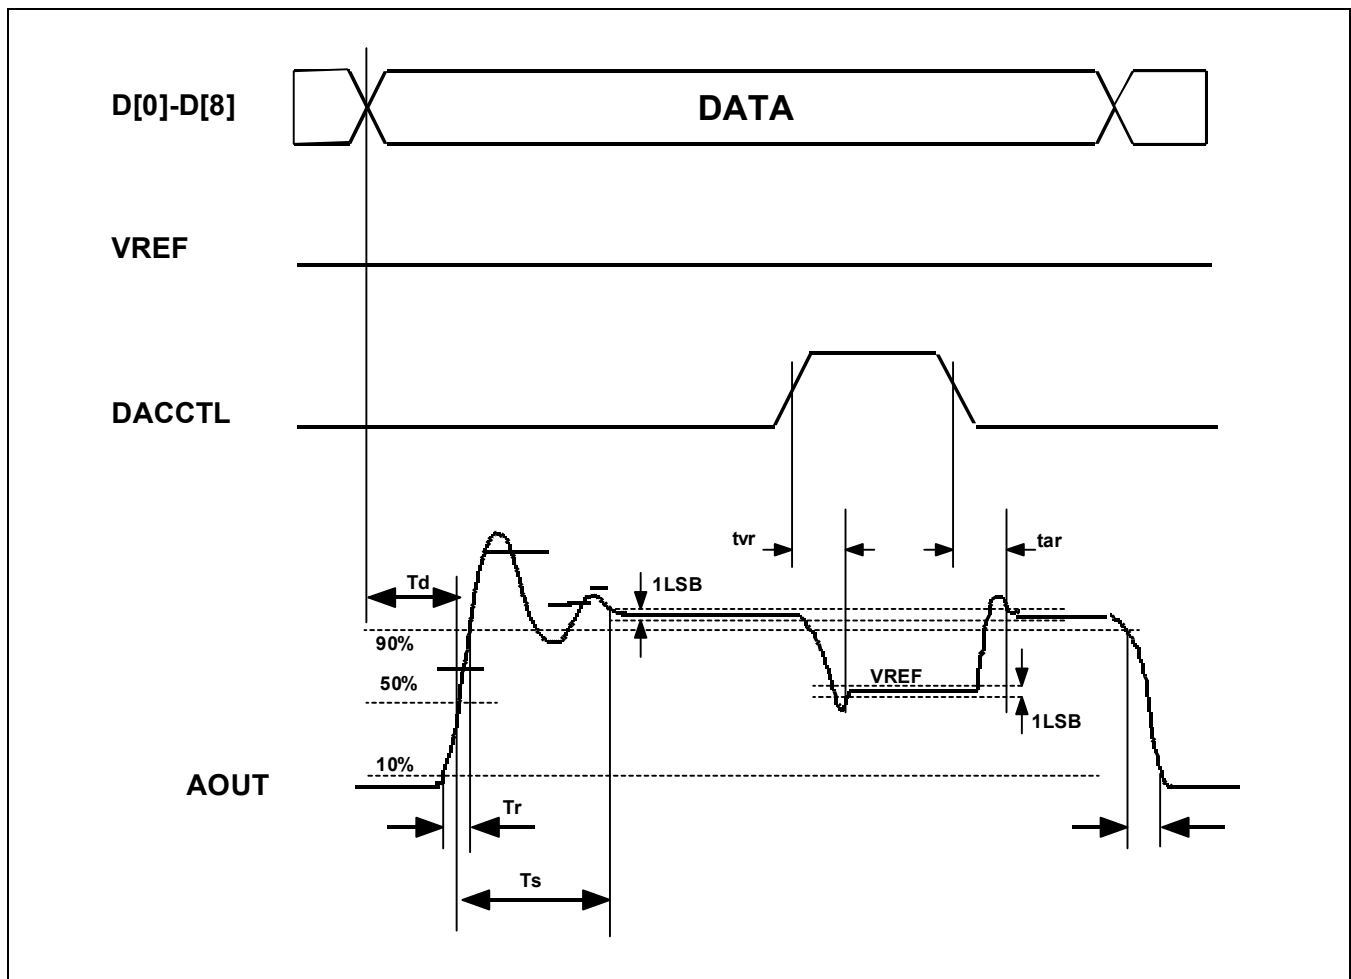 D[0]-D[8]
DATA
VREF
DACCTL
tvr
tar
Td
1LSB
90%
50%
VREF
1LSB
10%
AOUT
Tr
Ts